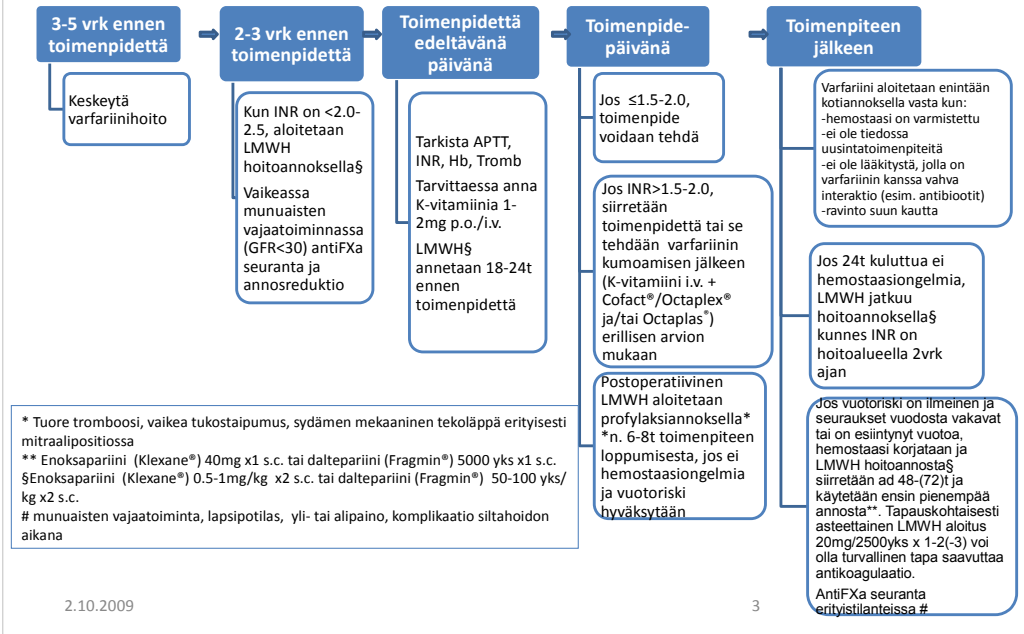 3-5 vrk ennen
toimenpidettä
Keskeytä
varfariinihoito
2-3 vrk ennen
toimenpidettä
Kun INR on <2.0-
2.5, aloitetaan
LMWH
hoitoannoksella§
Vaikeassa
munuaisten
vajaatoiminnassa
(GFR<30) antiFXa
seuranta ja
annosreduktio
Toimenpidettä
edeltävänä
päivänä
Tarkista APTT,
INR, Hb, Tromb
Tarvittaessa anna
K-vitamiinia 1-
2mg p.o./i.v.
LMWH§
annetaan 18-24t
ennen
toimenpidettä
Toimenpide-
päivänä
Jos ≤1.5-2.0,
toimenpide
voidaan tehdä
Jos INR>1.5-2.0,
siirretään
toimenpidettä tai se
tehdään varfariinin
kumoamisen jälkeen
(K-vitamiini i.v. +
Cofact®/Octaplex®
ja/tai Octaplas®)
erillisen arvion
mukaan
Postoperatiivinen
LMWH aloitetaan
profylaksiannoksella*
*n. 6-8t toimenpiteen
loppumisesta, jos ei
hemostaasiongelmia
ja vuotoriski
hyväksytään
Toimenpiteen
jälkeen
Varfariini aloitetaan enintään
kotiannoksella vasta kun:
-hemostaasi on varmistettu
-ei ole tiedossa
uusintatoimenpiteitä
-ei ole lääkitystä, jolla on
varfariinin kanssa vahva
interaktio (esim. antibiootit)
-ravinto suun kautta
Jos 24t kuluttua ei
hemostaasiongelmia,
LMWH jatkuu
hoitoannoksella§
kunnes INR on
hoitoalueella 2vrk
ajan
Jos vuotoriski on ilmeinen ja
seuraukset vuodosta vakavat
tai on esiintynyt vuotoa,
hemostaasi korjataan ja
LMWH hoitoannosta§
siirretään ad 48-(72)t ja
käytetään ensin pienempää
annosta**. Tapauskohtaisesti
asteettainen LMWH aloitus
20mg/2500yks x 1-2(-3) voi
olla turvallinen tapa saavuttaa
antikoagulaatio.
AntiFXa seuranta
erityistilanteissa #
* Tuore tromboosi, vaikea tukostaipumus, sydämen mekaaninen tekoläppä erityisesti
mitraalipositiossa
** Enoksapariini (Klexane®) 40mg x1 s.c. tai daltepariini (Fragmin®) 5000 yks x1 s.c.
§Enoksapariini (Klexane®) 0.5-1mg/kg x2 s.c. tai daltepariini (Fragmin®) 50-100 yks/
kg x2 s.c.
# munuaisten vajaatoiminta, lapsipotilas, yli- tai alipaino, komplikaatio siltahoidon
aikana
2.10.2009
3